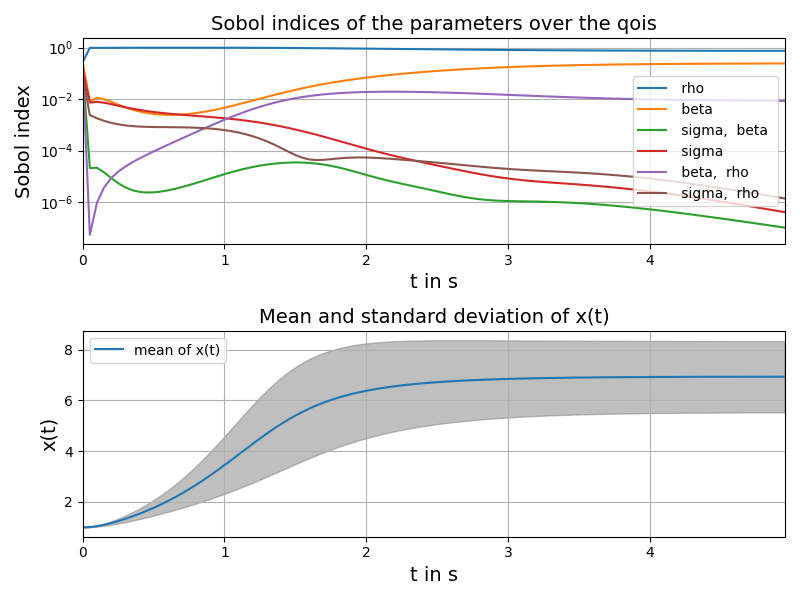 Sobol indices of the parameters over the qois
Sobol index
10^0
10^-2
10^-4
10^-6
rho
beta
sigma, beta
sigma
beta, rho
sigma, rho
0 1 2 3 4
t in s
Mean and standard deviation of x(t)
x(t)
8
6
4
2
mean of x(t)
0 1 2 3 4
t in s